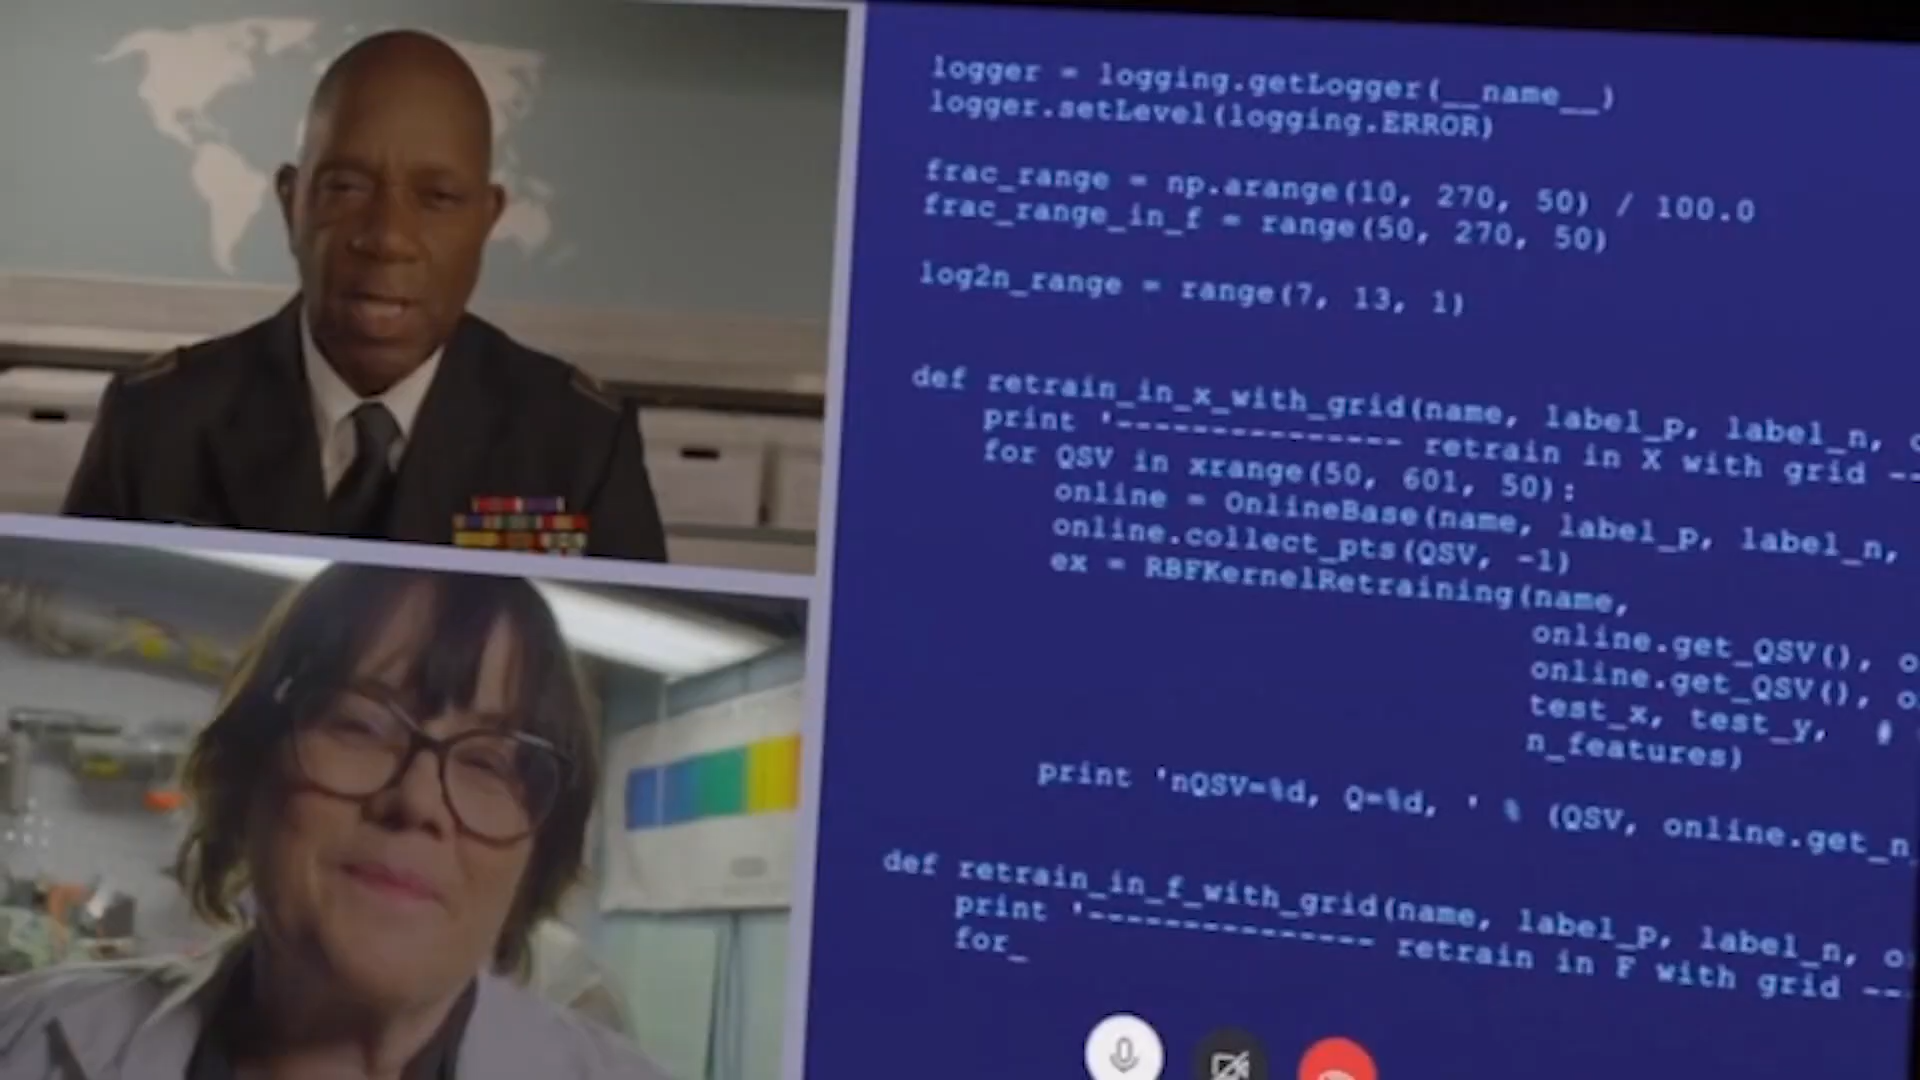 logger = logging.getLogger(__name__)
logger.setLevel(logging.ERROR)
frac_range = np.arange(10, 270, 50) / 100.0
frac_range_in_f = range(50, 270, 50)
log2n_range = range(7, 13, 1)
def retrain_in_x_with_grid(name, label_p, label_n,
print '--------------- retrain in X with grid --
for QSV in xrange(50, 601, 50):
online = OnlineBase(name, label_p, label_n,
online.collect_pts(QSV, -1)
ex = RBFKernelRetraining(name,
online.get_QSV(), o
online.get_QSV(), o
test_x, test_y, #
n_features)
print 'nQSV=%d, Q=%d, ' % (QSV, online.get_n_
def retrain_in_f_with_grid(name, label_p, label_n, o
print '--------------- retrain in F with grid --
for_